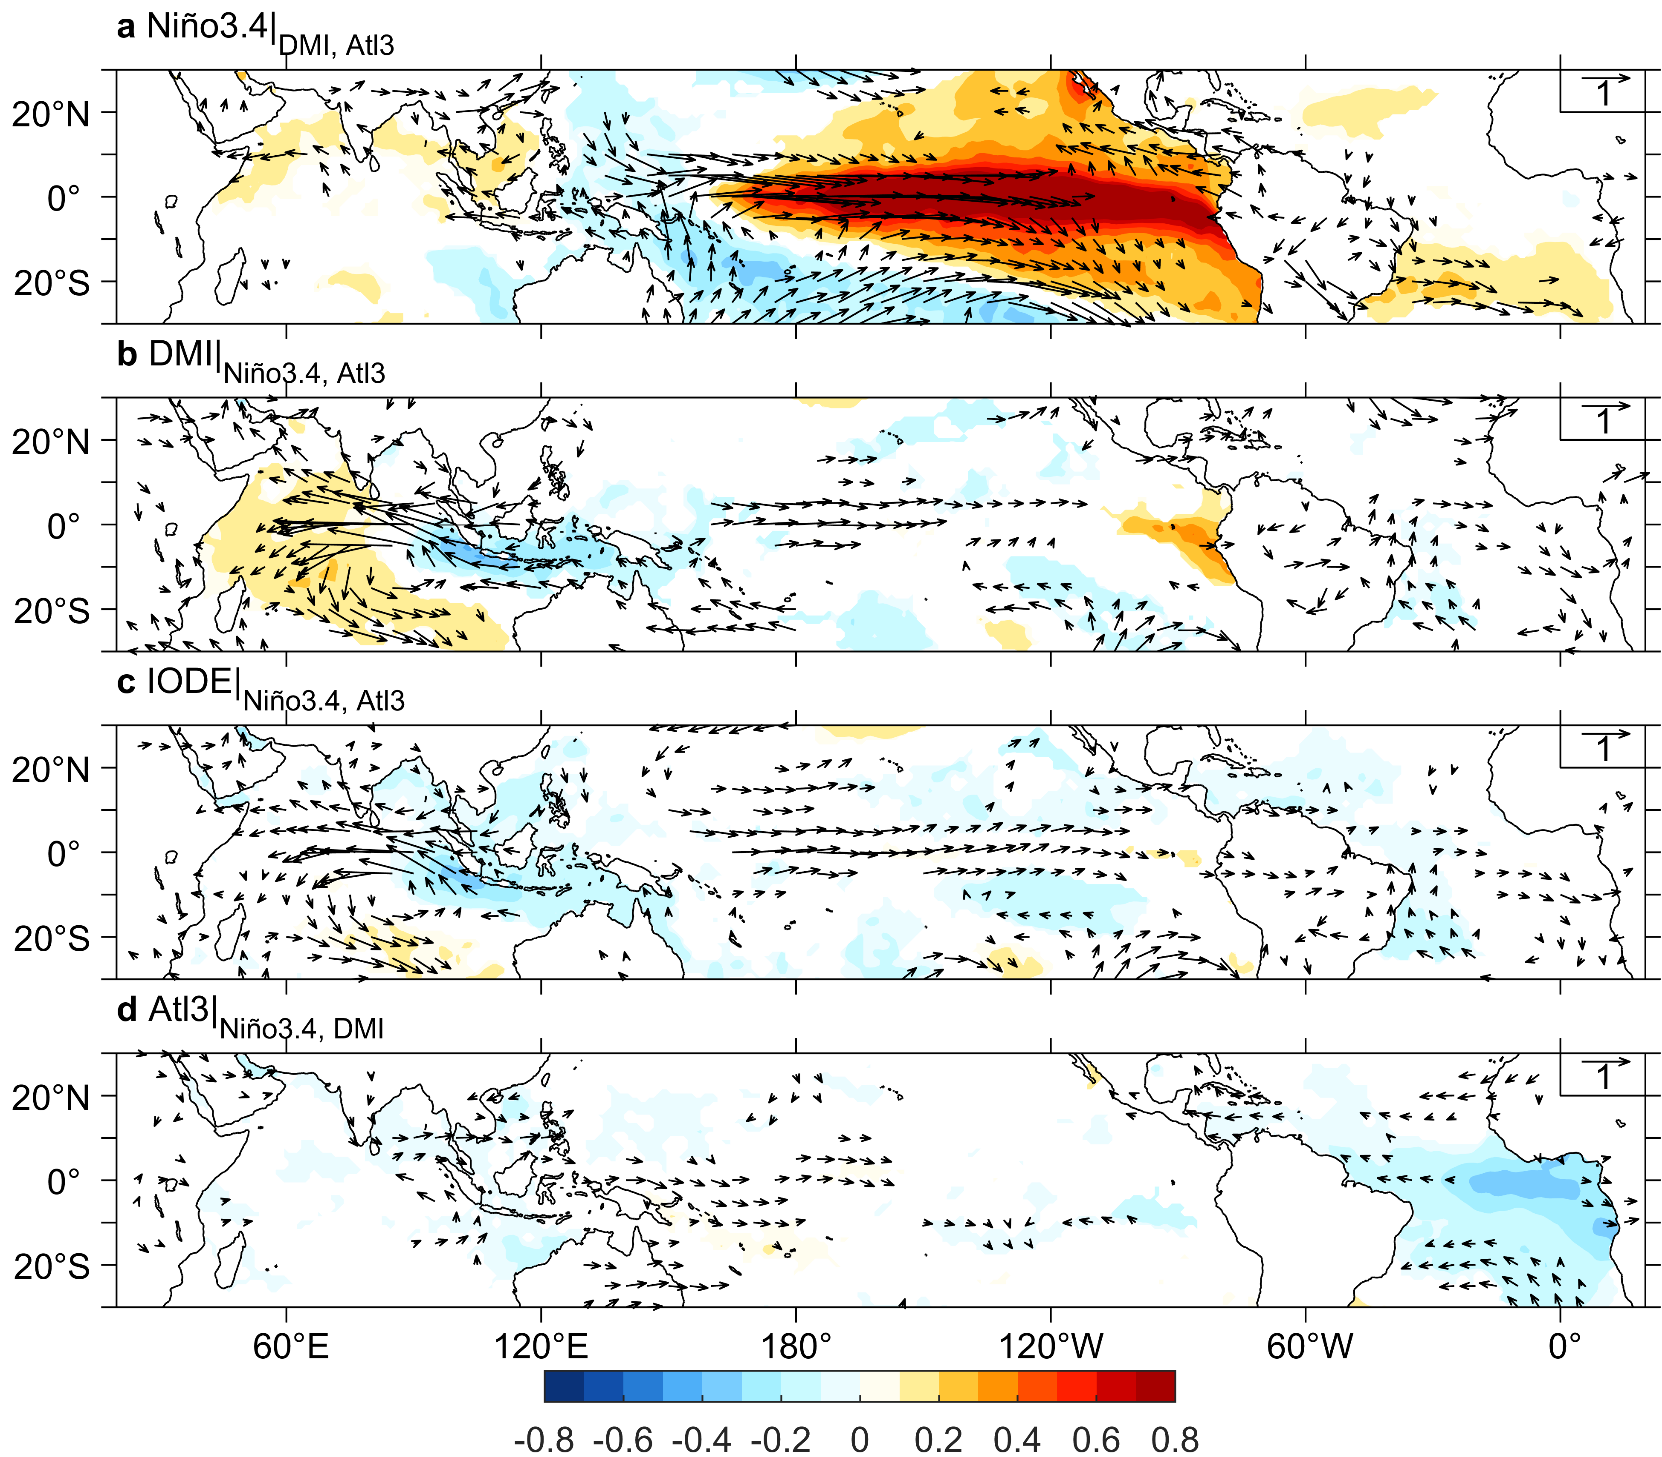 a Niño3.4|DMI, Atl3
1
20°N
0°
20°S
b DMI|Niño3.4, Atl3
1
20°N
0°
20°S
c IODE|Niño3.4, Atl3
1
20°N
0°
20°S
d Atl3|Niño3.4, DMI
1
20°N
0°
20°S
60°E 120°E 180° 120°W 60°W 0°
-0.8 -0.6 -0.4 -0.2 0 0.2 0.4 0.6 0.8